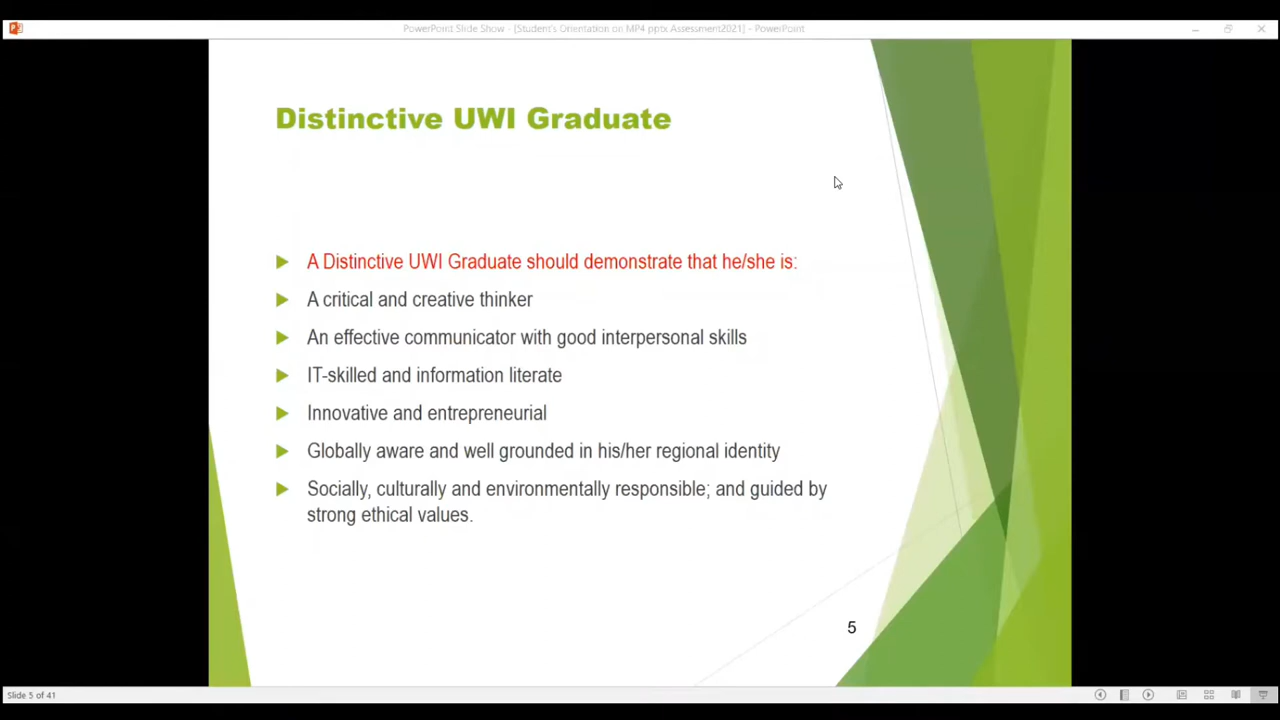 PowerPoint Slide Show - [Student's Orientation on MP4 pptx Assessment2021] - PowerPoint
Distinctive UWI Graduate
A Distinctive UWI Graduate should demonstrate that he/she is:
A critical and creative thinker
An effective communicator with good interpersonal skills
IT-skilled and information literate
Innovative and entrepreneurial
Globally aware and well grounded in his/her regional identity
Socially, culturally and environmentally responsible; and guided by
strong ethical values.
5
Slide 5 of 41